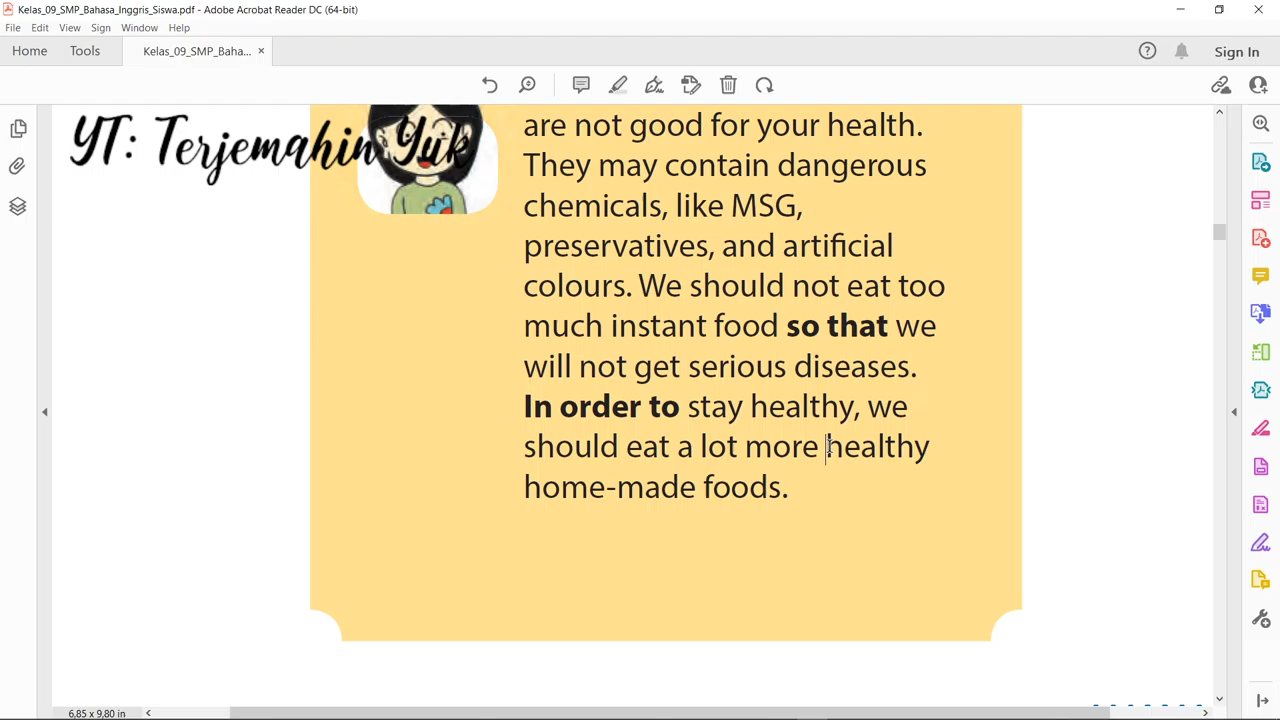 Kelas_09_SMP_Bahasa_Inggris_Siswa.pdf - Adobe Acrobat Reader DC (64-bit)
File Edit View Sign Window Help
Home Tools Kelas_09_SMP_Baha... × Sign In
YT: Terjemahin Yuk
are not good for your health.
They may contain dangerous
chemicals, like MSG,
preservatives, and artificial
colours. We should not eat too
much instant food so that we
will not get serious diseases.
In order to stay healthy, we
should eat a lot more healthy
home-made foods.
6,85 x 9,80 in